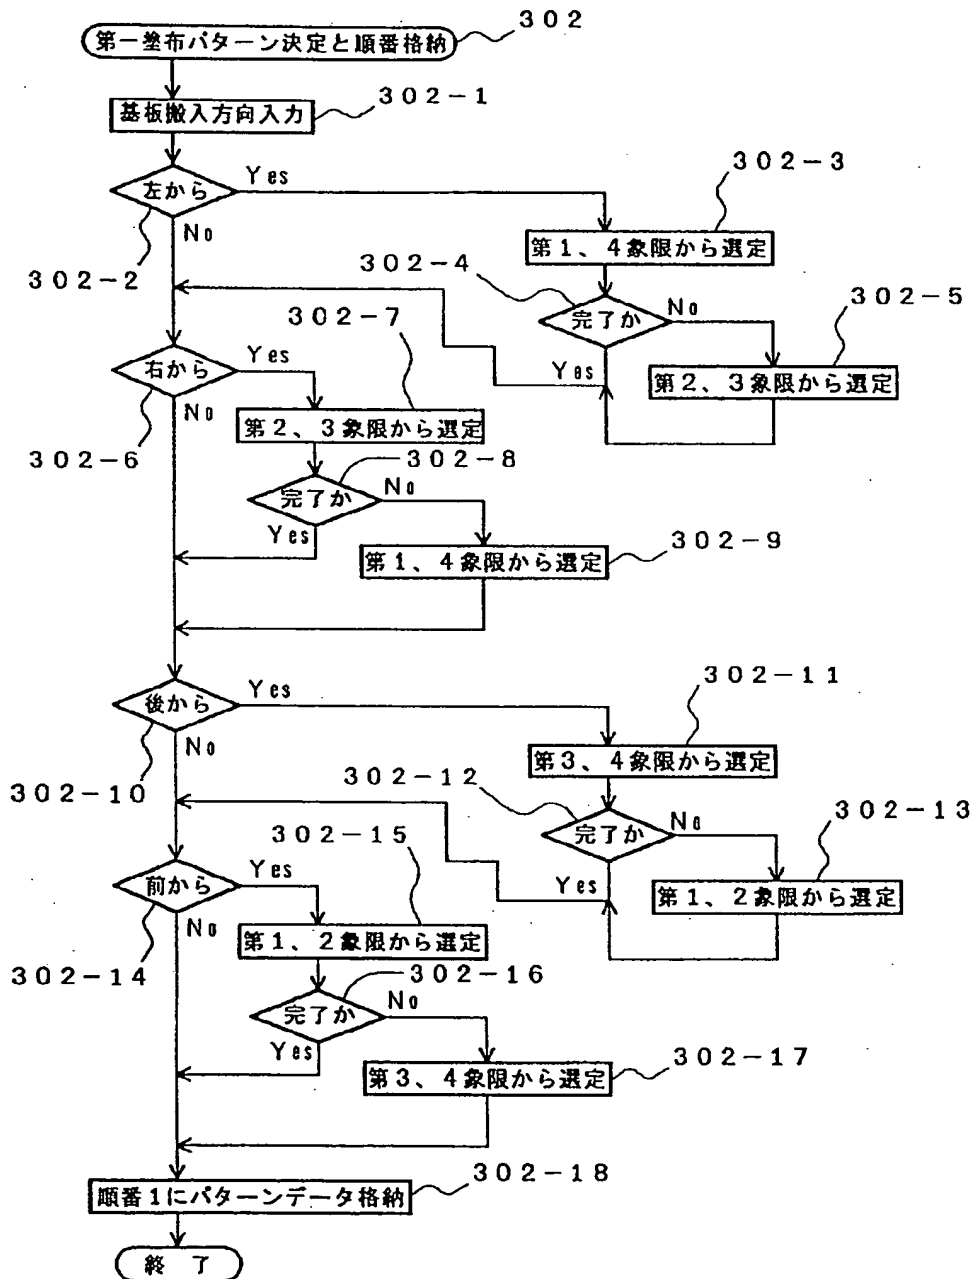 302
第一塗布パターン決定と順番格納
302-1
基板搬入方向入力
302-3
左から
Yes
No
302-2
第1、4象限から選定
302-4
完了か
No
Yes
302-5
第2、3象限から選定
302-7
右から
Yes
No
302-6
第2、3象限から選定
302-8
完了か
No
Yes
302-9
第1、4象限から選定
302-11
後から
Yes
No
302-10
第3、4象限から選定
302-12
完了か
No
Yes
302-13
第1、2象限から選定
302-15
前から
Yes
No
302-14
第1、2象限から選定
302-16
完了か
No
Yes
302-17
第3、4象限から選定
302-18
順番1にパターンデータ格納
終了